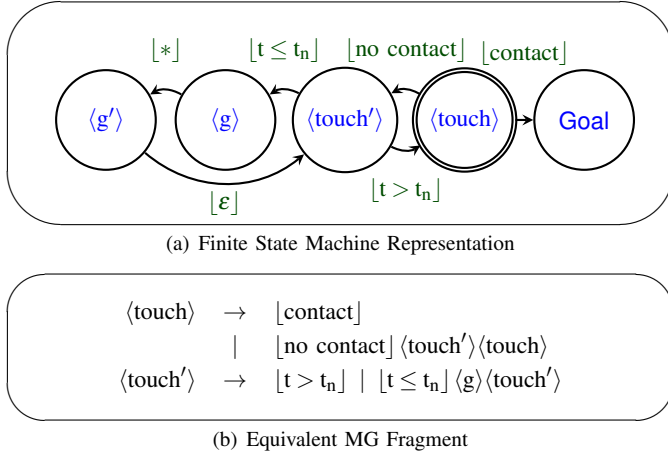 ⌊∗⌋ ⌊t ≤ tₙ⌋ ⌊no contact⌋ ⌊contact⌋
⟨g′⟩ ⟨g⟩ ⟨touch′⟩ ⟨touch⟩ Goal
⌊ε⌋ ⌊t > tₙ⌋
(a) Finite State Machine Representation
⟨touch⟩ → ⌊contact⌋
| ⌊no contact⌋⟨touch′⟩⟨touch⟩
⟨touch′⟩ → ⌊t > tₙ⌋ | ⌊t ≤ tₙ⌋⟨g⟩⟨touch′⟩
(b) Equivalent MG Fragment